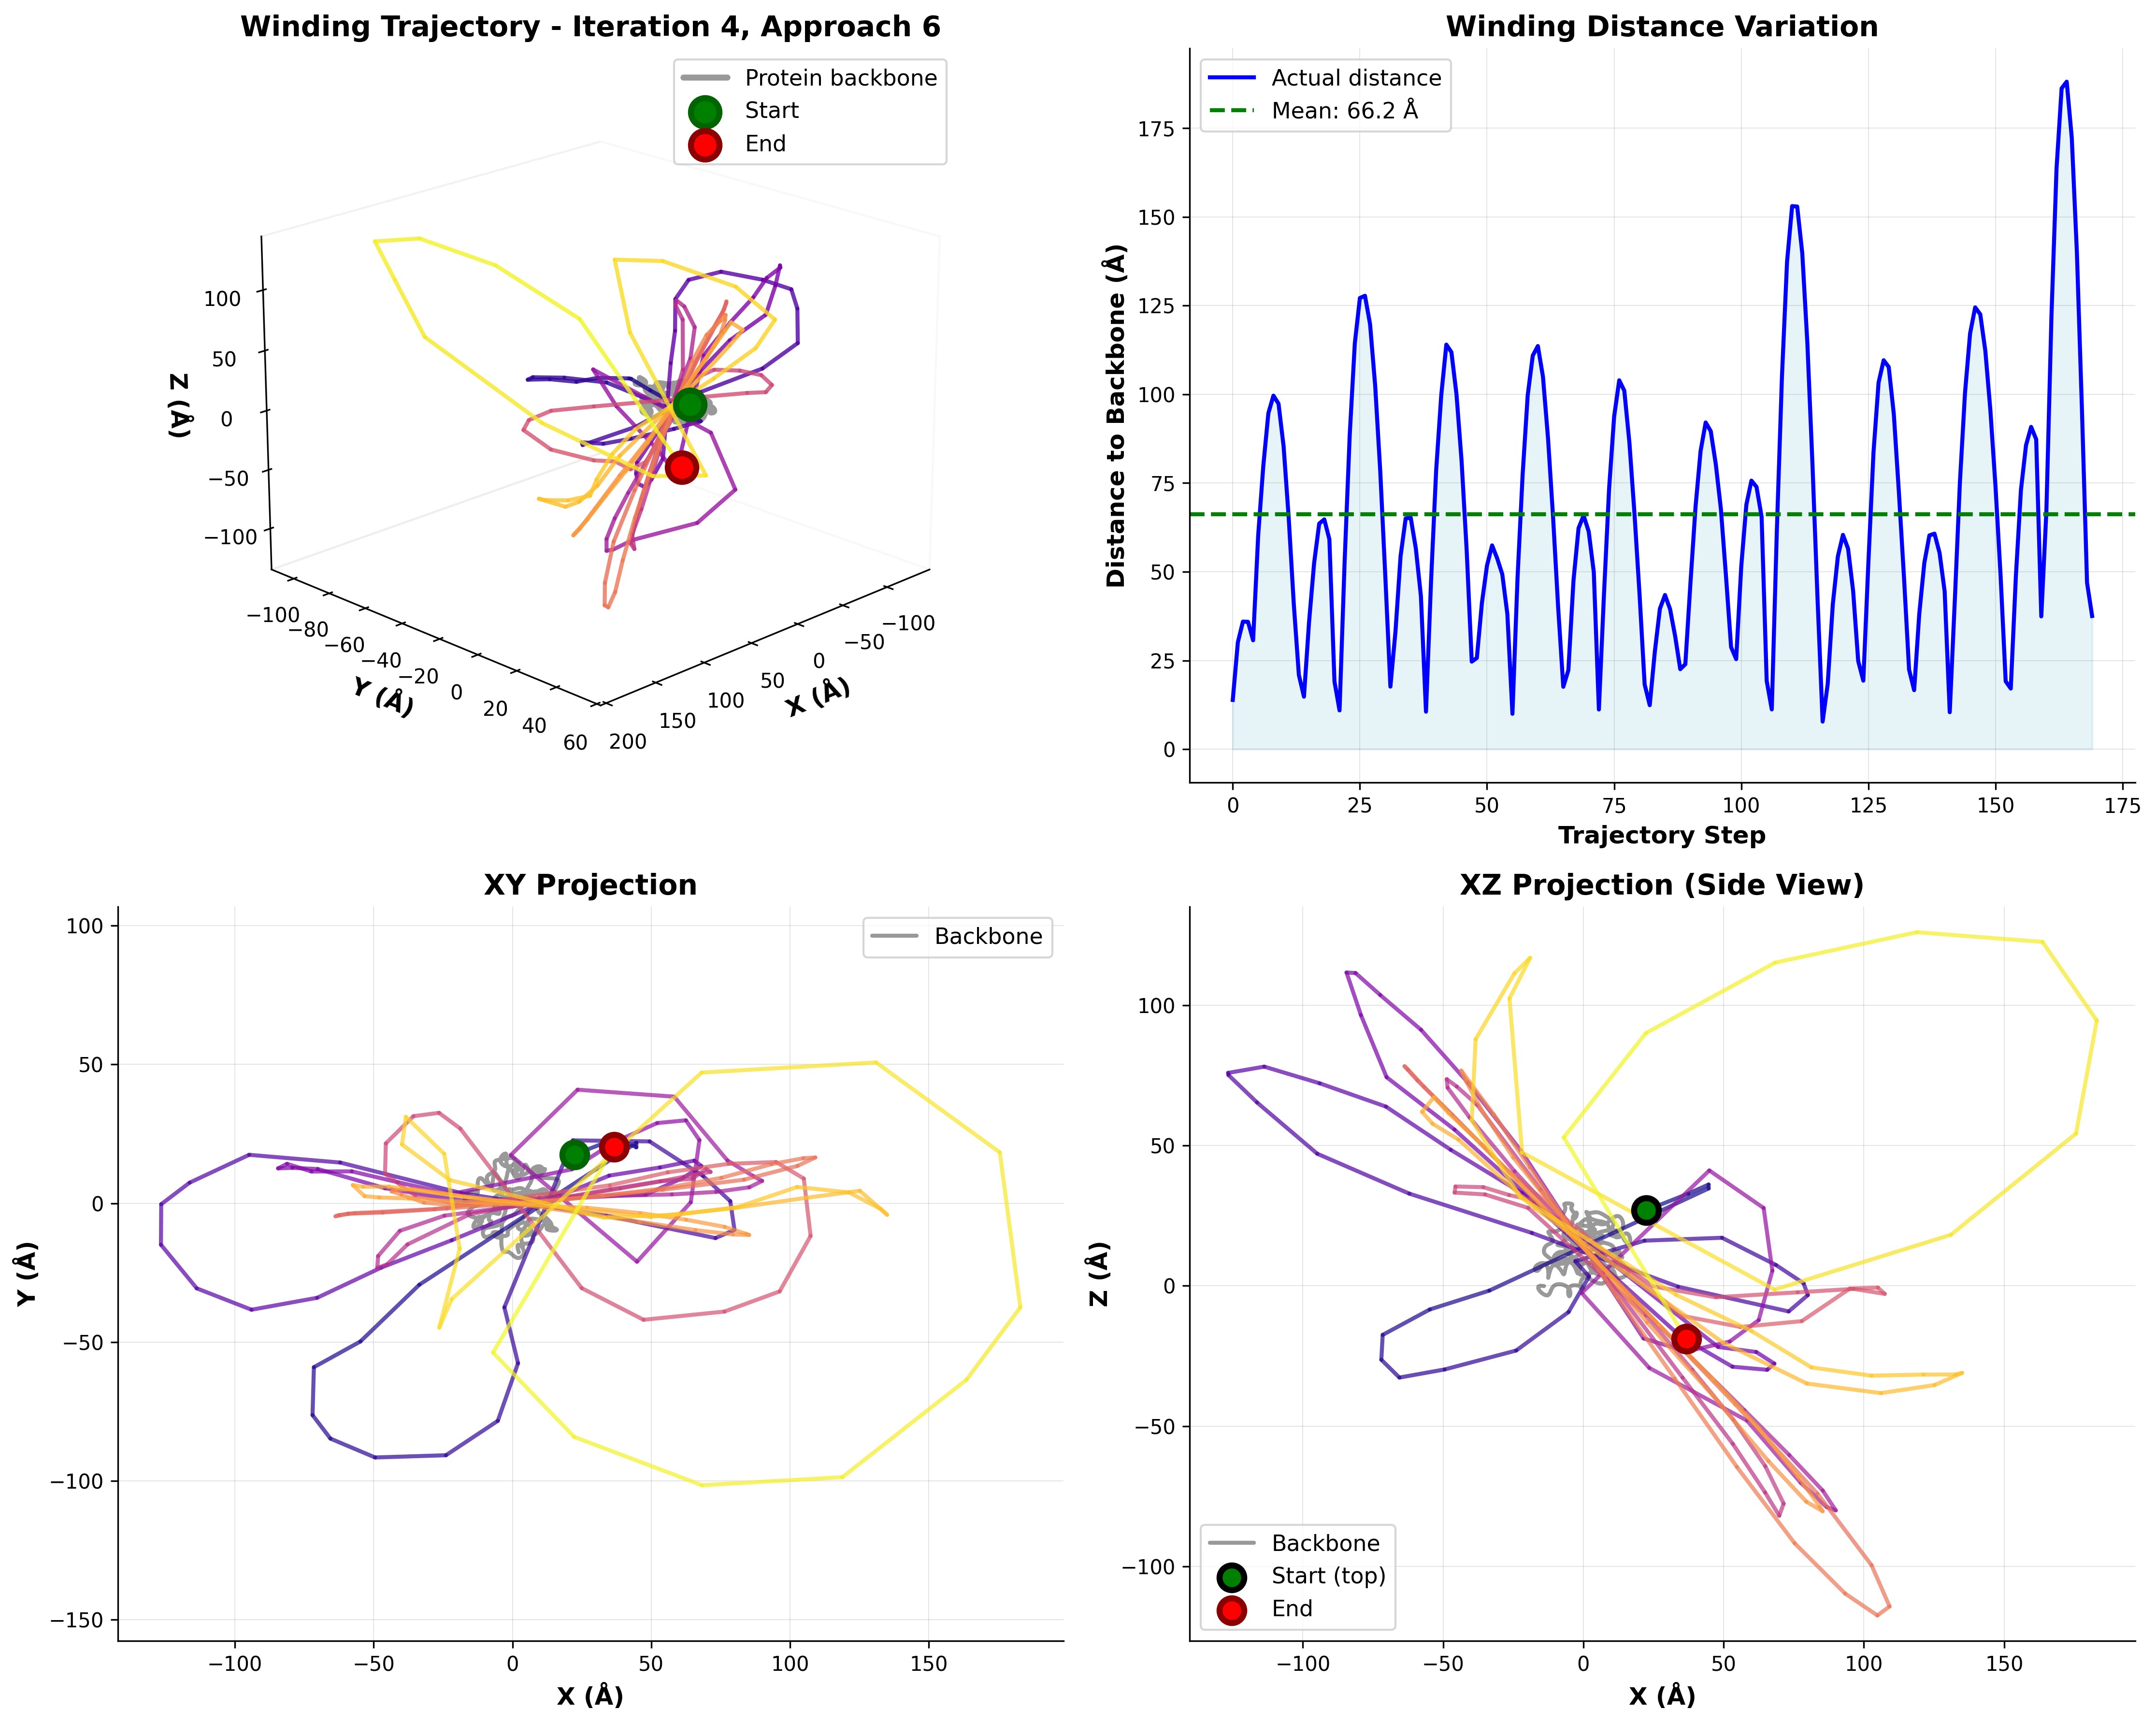 Winding Trajectory - Iteration 4, Approach 6
Protein backbone
Start
End
Z (Å)
100
50
0
−50
−100
−100
−80
−60
−40
−20
0
20
40
60
Y (Å)
200
150
100
50
0
−50
−100
X (Å)
Winding Distance Variation
Actual distance
Mean: 66.2 Å
Distance to Backbone (Å)
175
150
125
100
75
50
25
0
0
25
50
75
100
125
150
175
Trajectory Step
XY Projection
Backbone
Y (Å)
100
50
0
−50
−100
−150
−100
−50
0
50
100
150
X (Å)
XZ Projection (Side View)
Z (Å)
100
50
0
−50
−100
Backbone
Start (top)
End
−100
−50
0
50
100
150
X (Å)